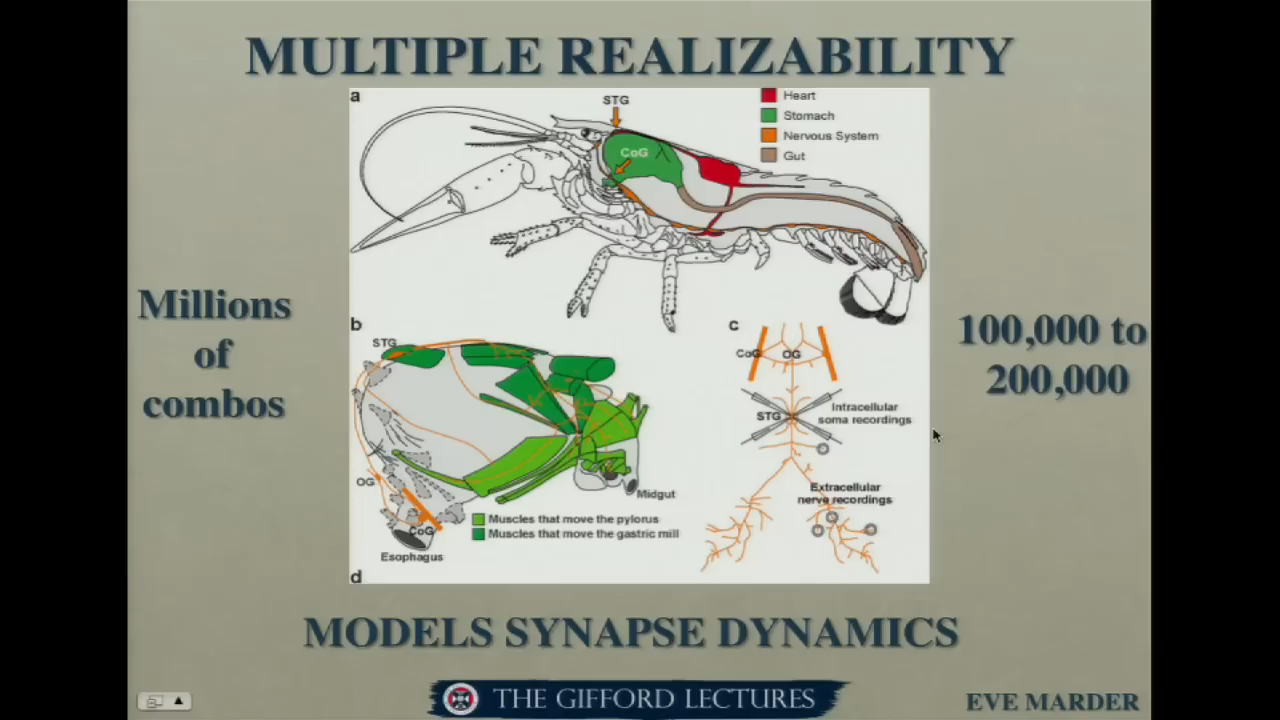 MULTIPLE REALIZABILITY
a
STG
CoG
Heart
Stomach
Nervous System
Gut
Millions
of
combos
b
STG
OG
CoG
Esophagus
Midgut
Muscles that move the pylorus
Muscles that move the gastric mill
c
CoG
OG
STG
Intracellular
soma recordings
Extracellular
nerve recordings
d
100,000 to
200,000
MODELS SYNAPSE DYNAMICS
THE GIFFORD LECTURES
EVE MARDER